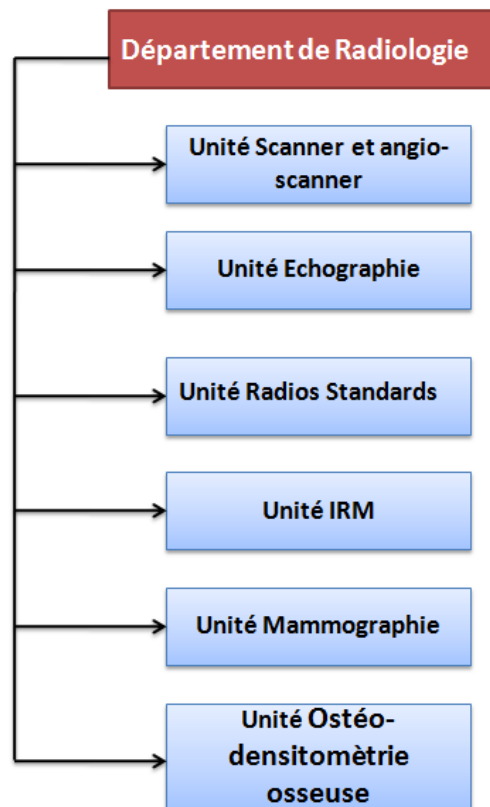 Département de Radiologie
Unité Scanner et angio-
scanner
Unité Echographie
Unité Radios Standards
Unité IRM
Unité Mammographie
Unité Ostéo-
densitomètrie
osseuse